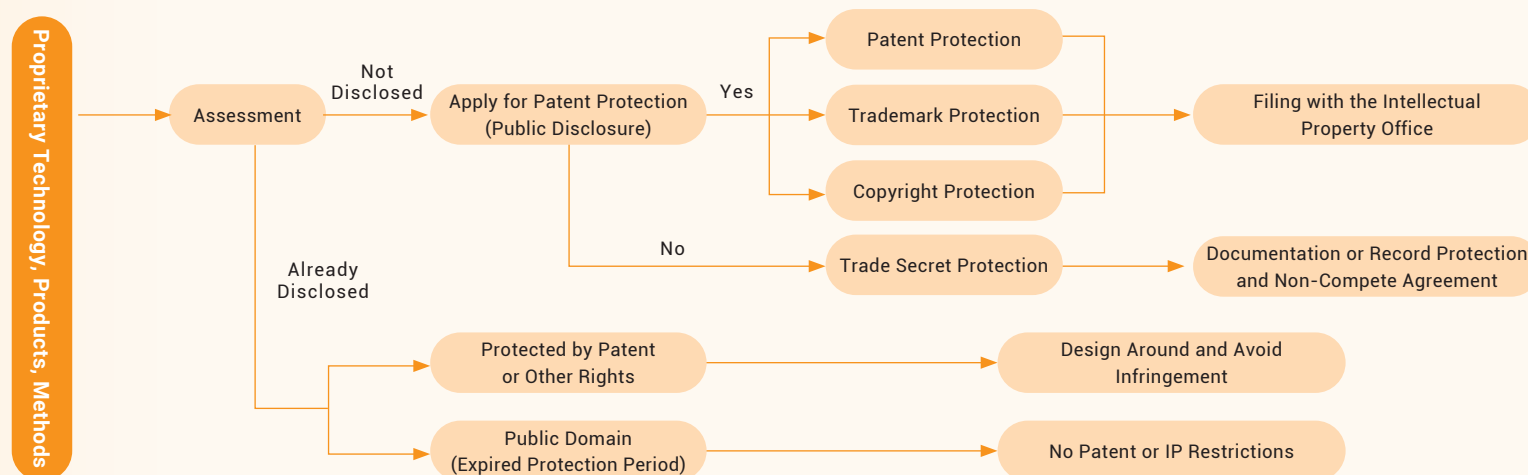 Proprietary Technology, Products, Methods
Assessment
Not
Disclosed
Apply for Patent Protection
(Public Disclosure)
Yes
Patent Protection
Trademark Protection
Copyright Protection
Filing with the Intellectual
Property Office
No
Trade Secret Protection
Documentation or Record Protection
and Non-Compete Agreement
Already
Disclosed
Protected by Patent
or Other Rights
Design Around and Avoid
Infringement
Public Domain
(Expired Protection Period)
No Patent or IP Restrictions